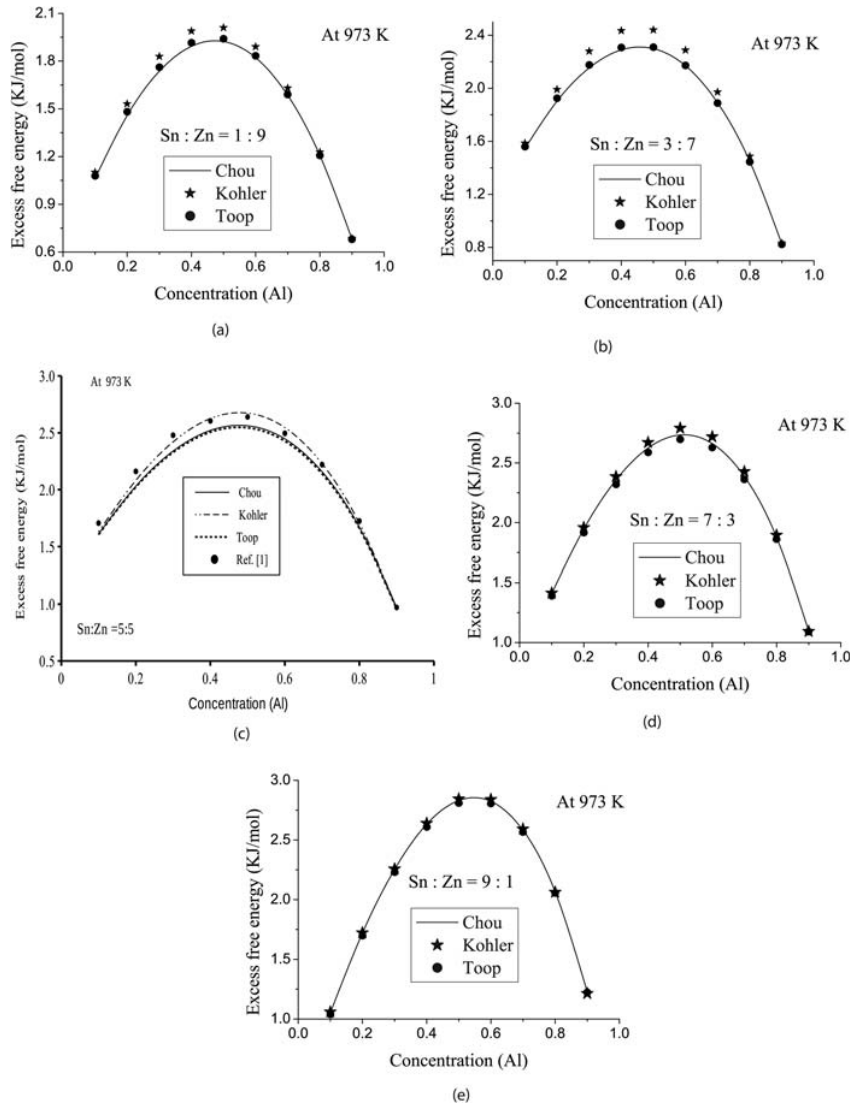 2.1
1.8
1.5
1.2
0.9
0.6
Excess free energy (KJ/mol)
At 973 K
Sn : Zn = 1 : 9
Chou
Kohler
Toop
0.0 0.2 0.4 0.6 0.8 1.0
Concentration (Al)
(a)
2.4
2.0
1.6
1.2
0.8
Excess free energy (KJ/mol)
At 973 K
Sn : Zn = 3 : 7
Chou
Kohler
Toop
0.0 0.2 0.4 0.6 0.8 1.0
Concentration (Al)
(b)
3.0
2.5
2.0
1.5
1.0
0.5
Excess free energy (KJ/mol)
At 973 K
Chou
Kohler
Toop
Ref. [1]
Sn:Zn =5:5
0 0.2 0.4 0.6 0.8 1
Concentration (Al)
(c)
3.0
2.5
2.0
1.5
1.0
Excess free energy (KJ/mol)
At 973 K
Sn : Zn = 7 : 3
Chou
Kohler
Toop
0.0 0.2 0.4 0.6 0.8 1.0
Concentration (Al)
(d)
3.0
2.5
2.0
1.5
1.0
Excess free energy (KJ/mol)
At 973 K
Sn : Zn = 9 : 1
Chou
Kohler
Toop
0.0 0.2 0.4 0.6 0.8 1.0
Concentration (Al)
(e)